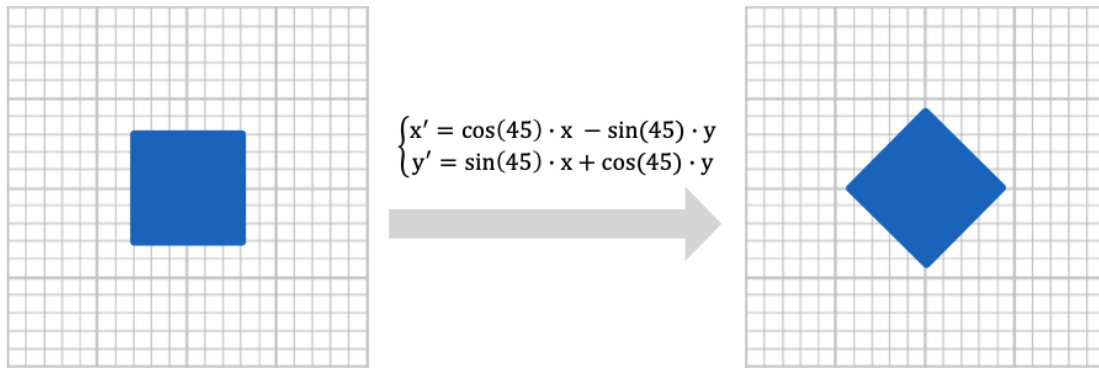 x′ = cos(45) · x − sin(45) · y
y′ = sin(45) · x + cos(45) · y